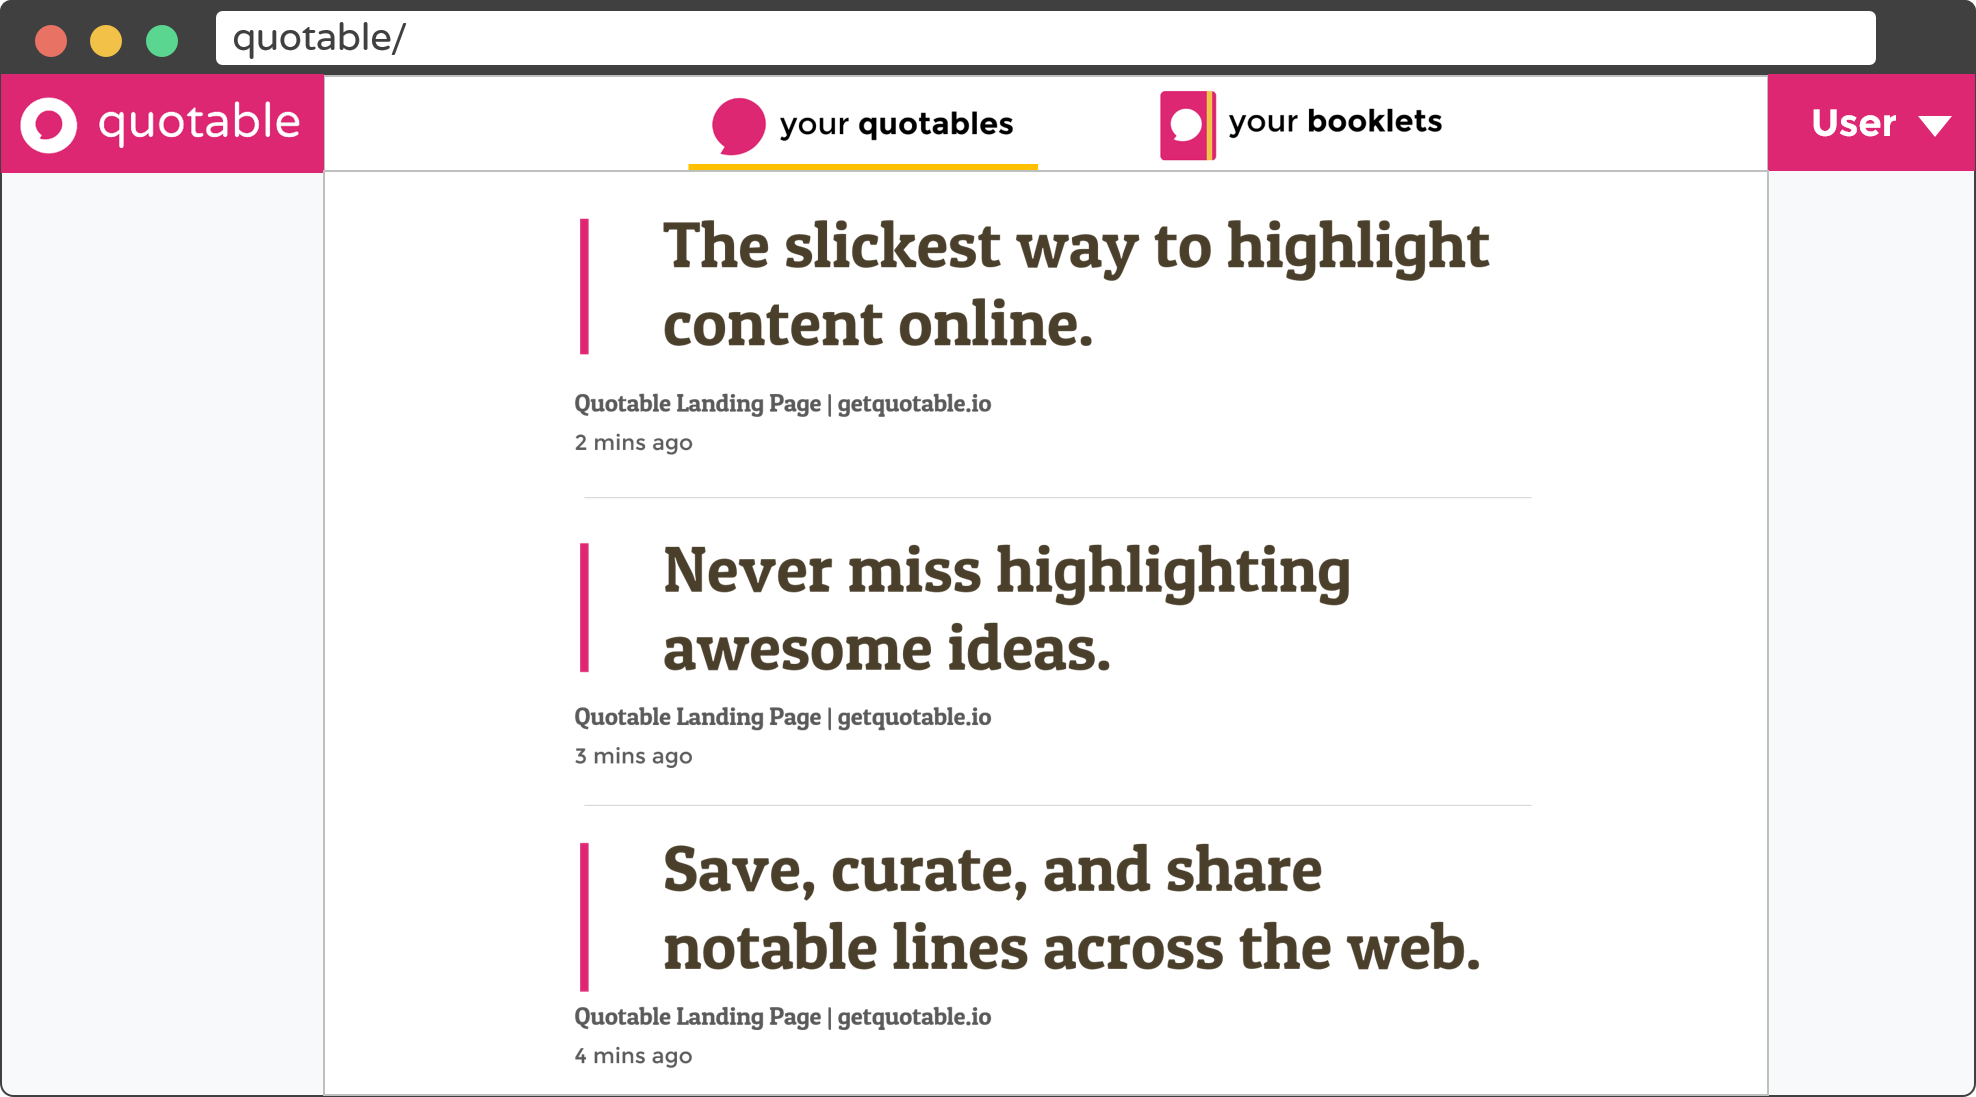 quotable/
quotable
your quotables
your booklets
User
The slickest way to highlight
content online.
Quotable Landing Page | getquotable.io
2 mins ago
Never miss highlighting
awesome ideas.
Quotable Landing Page | getquotable.io
3 mins ago
Save, curate, and share
notable lines across the web.
Quotable Landing Page | getquotable.io
4 mins ago